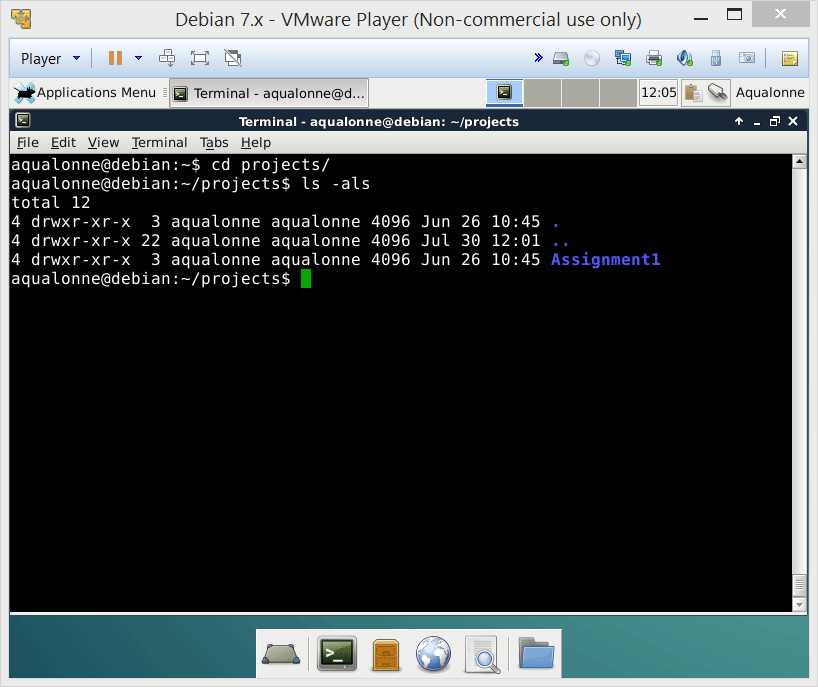 Debian 7.x - VMware Player (Non-commercial use only)
Player
Applications Menu
Terminal - aqualonne@d...
12:05
Aqualonne
Terminal - aqualonne@debian: ~/projects
File Edit View Terminal Tabs Help
aqualonne@debian:~$ cd projects/
aqualonne@debian:~/projects$ ls -als
total 12
4 drwxr-xr-x  3 aqualonne aqualonne 4096 Jun 26 10:45 .
4 drwxr-xr-x 22 aqualonne aqualonne 4096 Jul 30 12:01 ..
4 drwxr-xr-x  3 aqualonne aqualonne 4096 Jun 26 10:45 Assignment1
aqualonne@debian:~/projects$